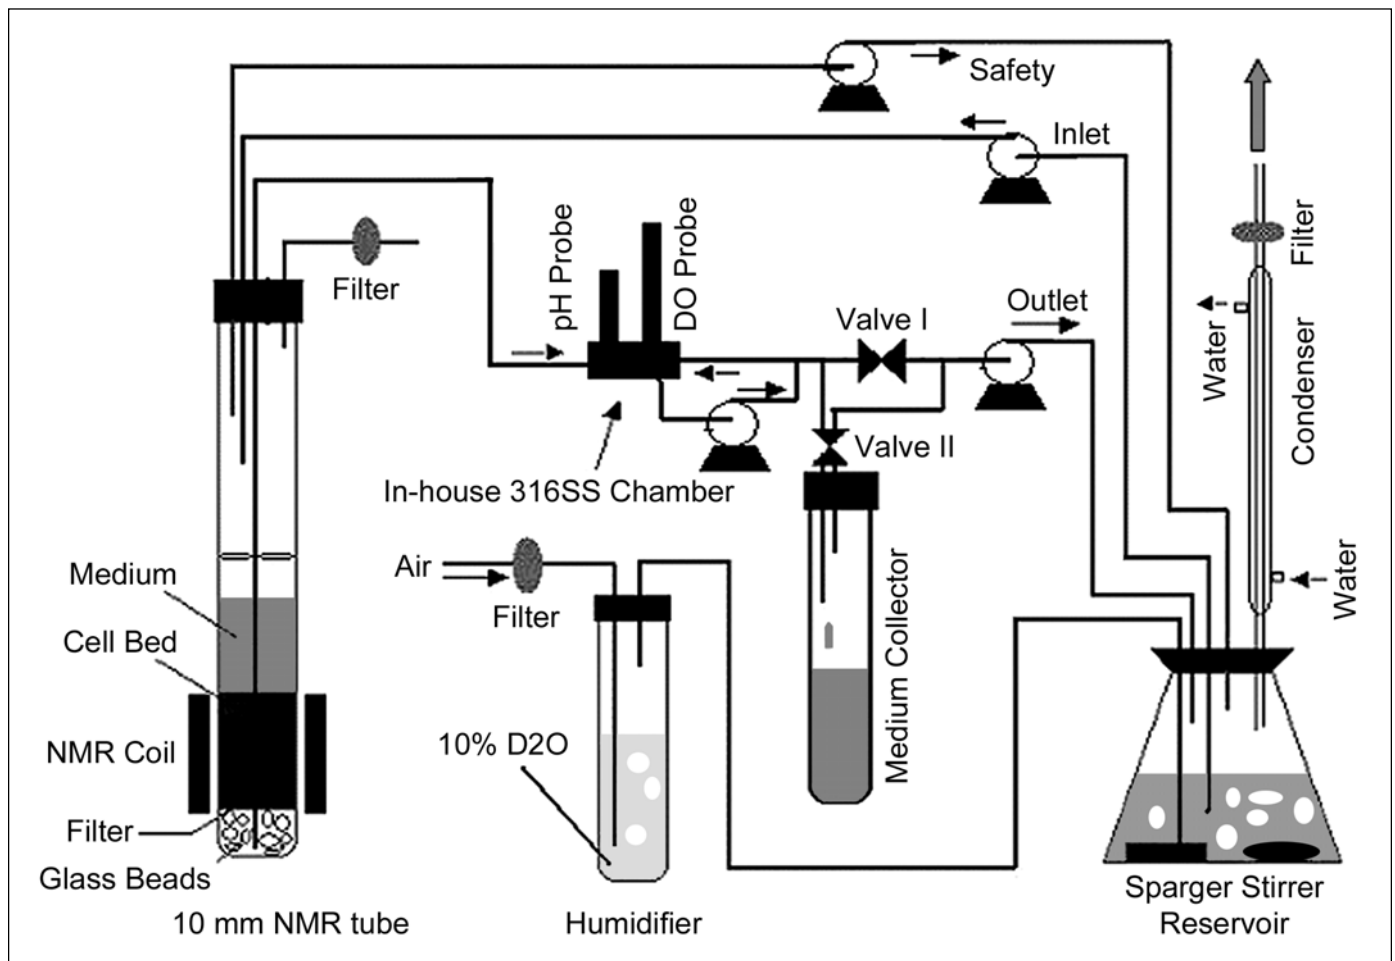 Safety
Inlet
Filter
pH Probe
DO Probe
Valve I
Outlet
Filter
Water
Condenser
Valve II
In-house 316SS Chamber
Medium
Air
Filter
Water
Cell Bed
Medium Collector
NMR Coil
10% D2O
Filter
Glass Beads
Sparger Stirrer
Reservoir
10 mm NMR tube
Humidifier